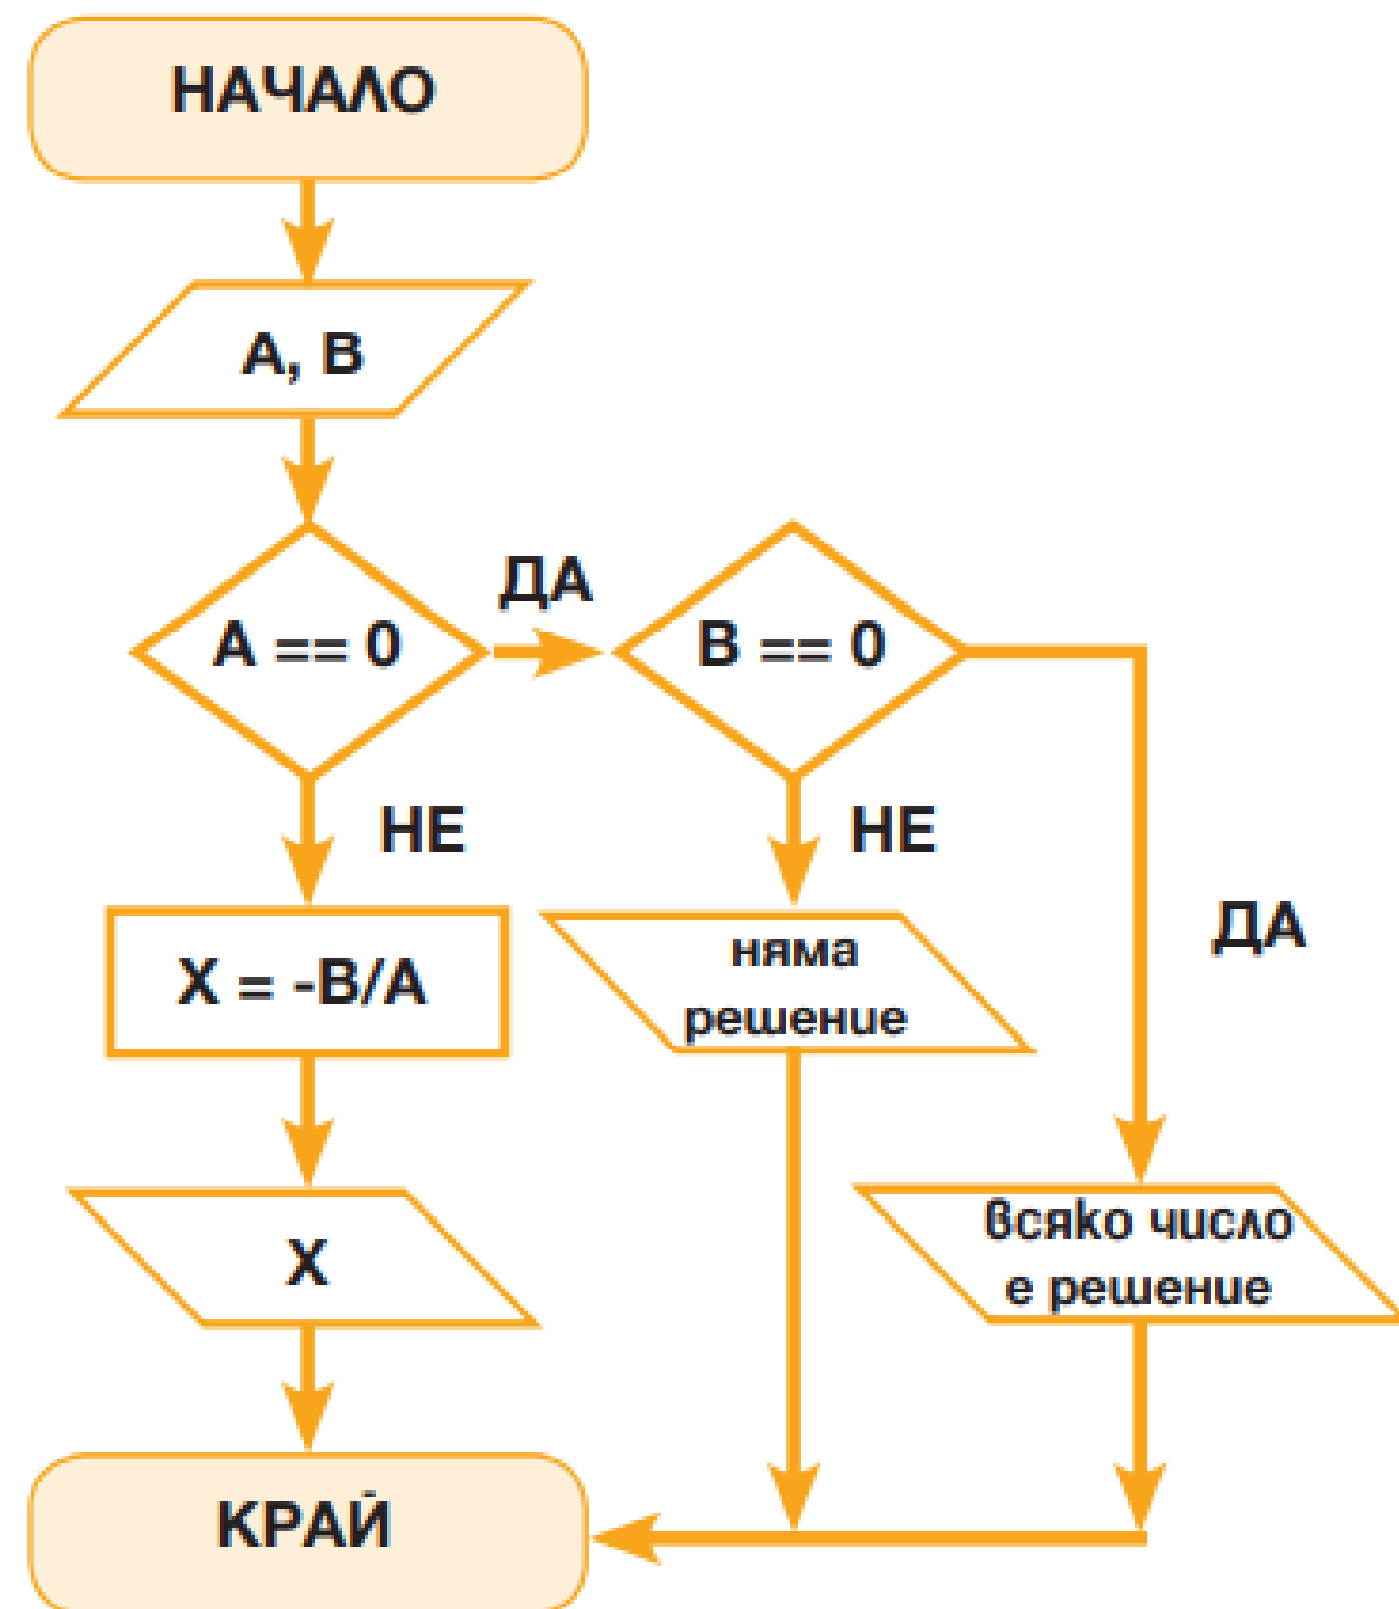 НАЧАЛО
A, B
A == 0
ДА
B == 0
НЕ
НЕ
X = -B/A
няма
решение
ДА
X
всяко число
е решение
КРАЙ